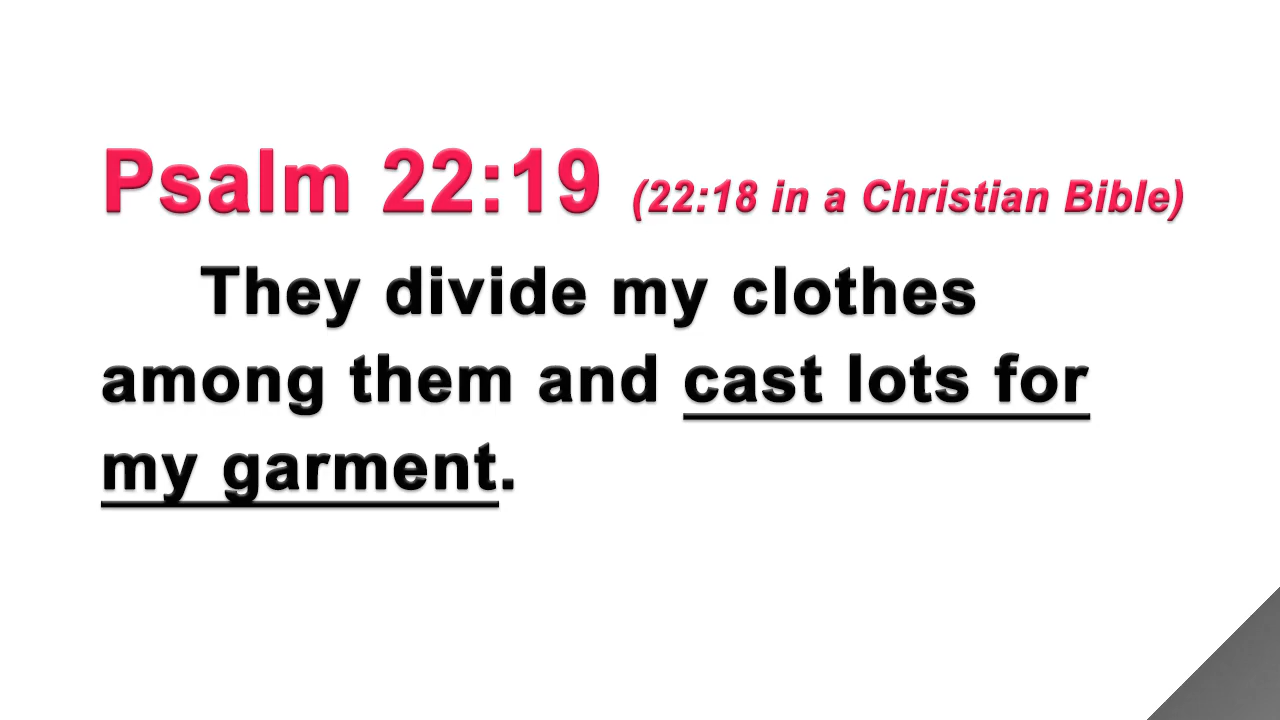 Psalm 22:19 (22:18 in a Christian Bible)
They divide my clothes
among them and cast lots for
my garment.